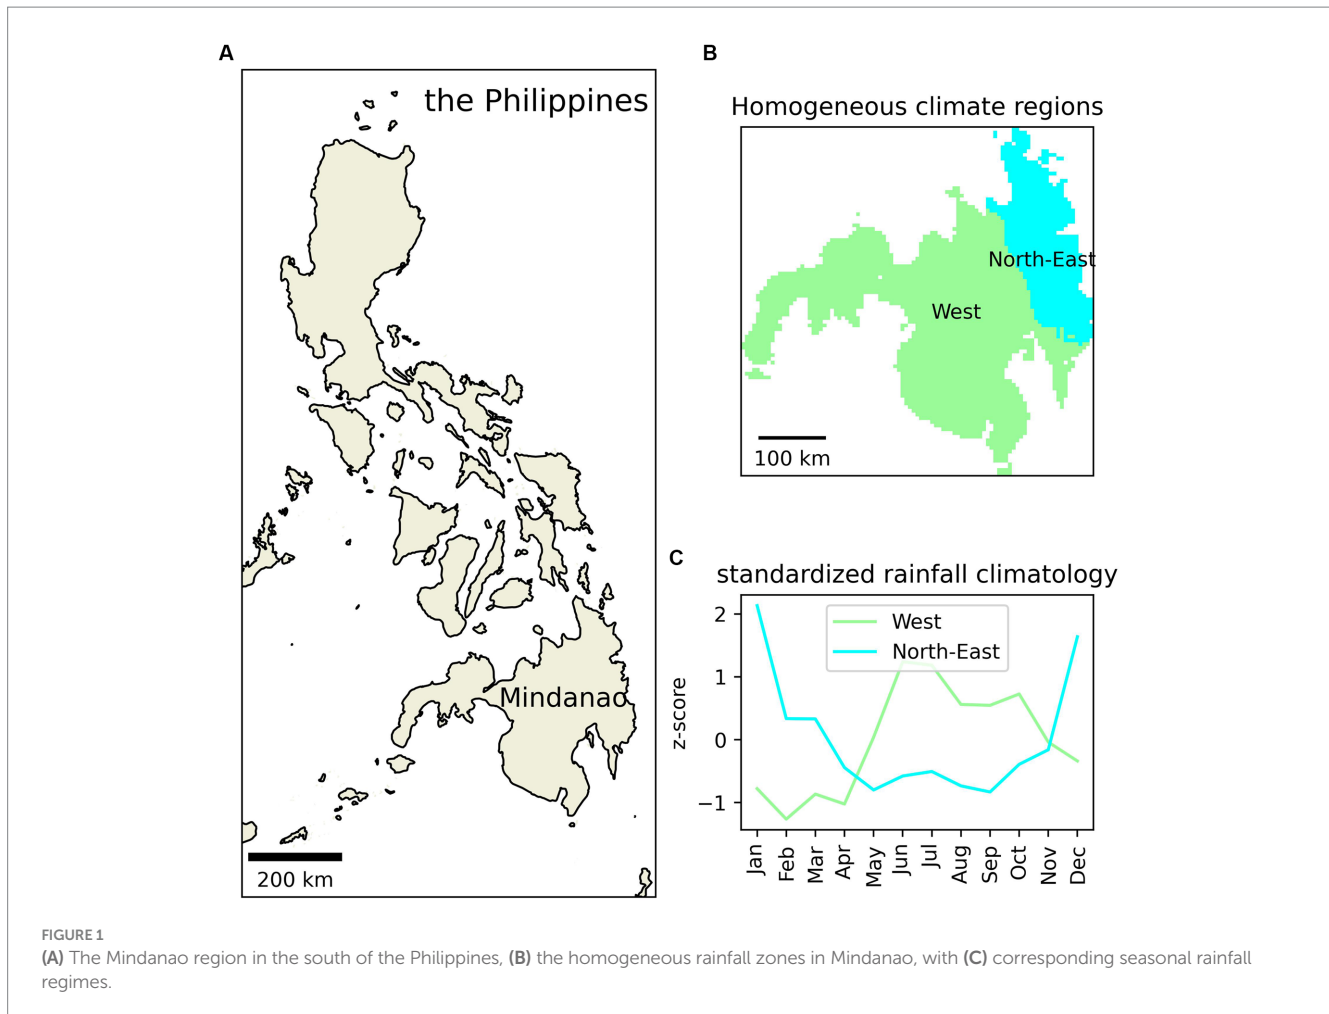 A
the Philippines
Mindanao
200 km
B
Homogeneous climate regions
North-East
West
100 km
C
standardized rainfall climatology
West
North-East
z-score
2
1
0
−1
Jan
Feb
Mar
Apr
May
Jun
Jul
Aug
Sep
Oct
Nov
Dec
FIGURE 1
(A) The Mindanao region in the south of the Philippines, (B) the homogeneous rainfall zones in Mindanao, with (C) corresponding seasonal rainfall
regimes.